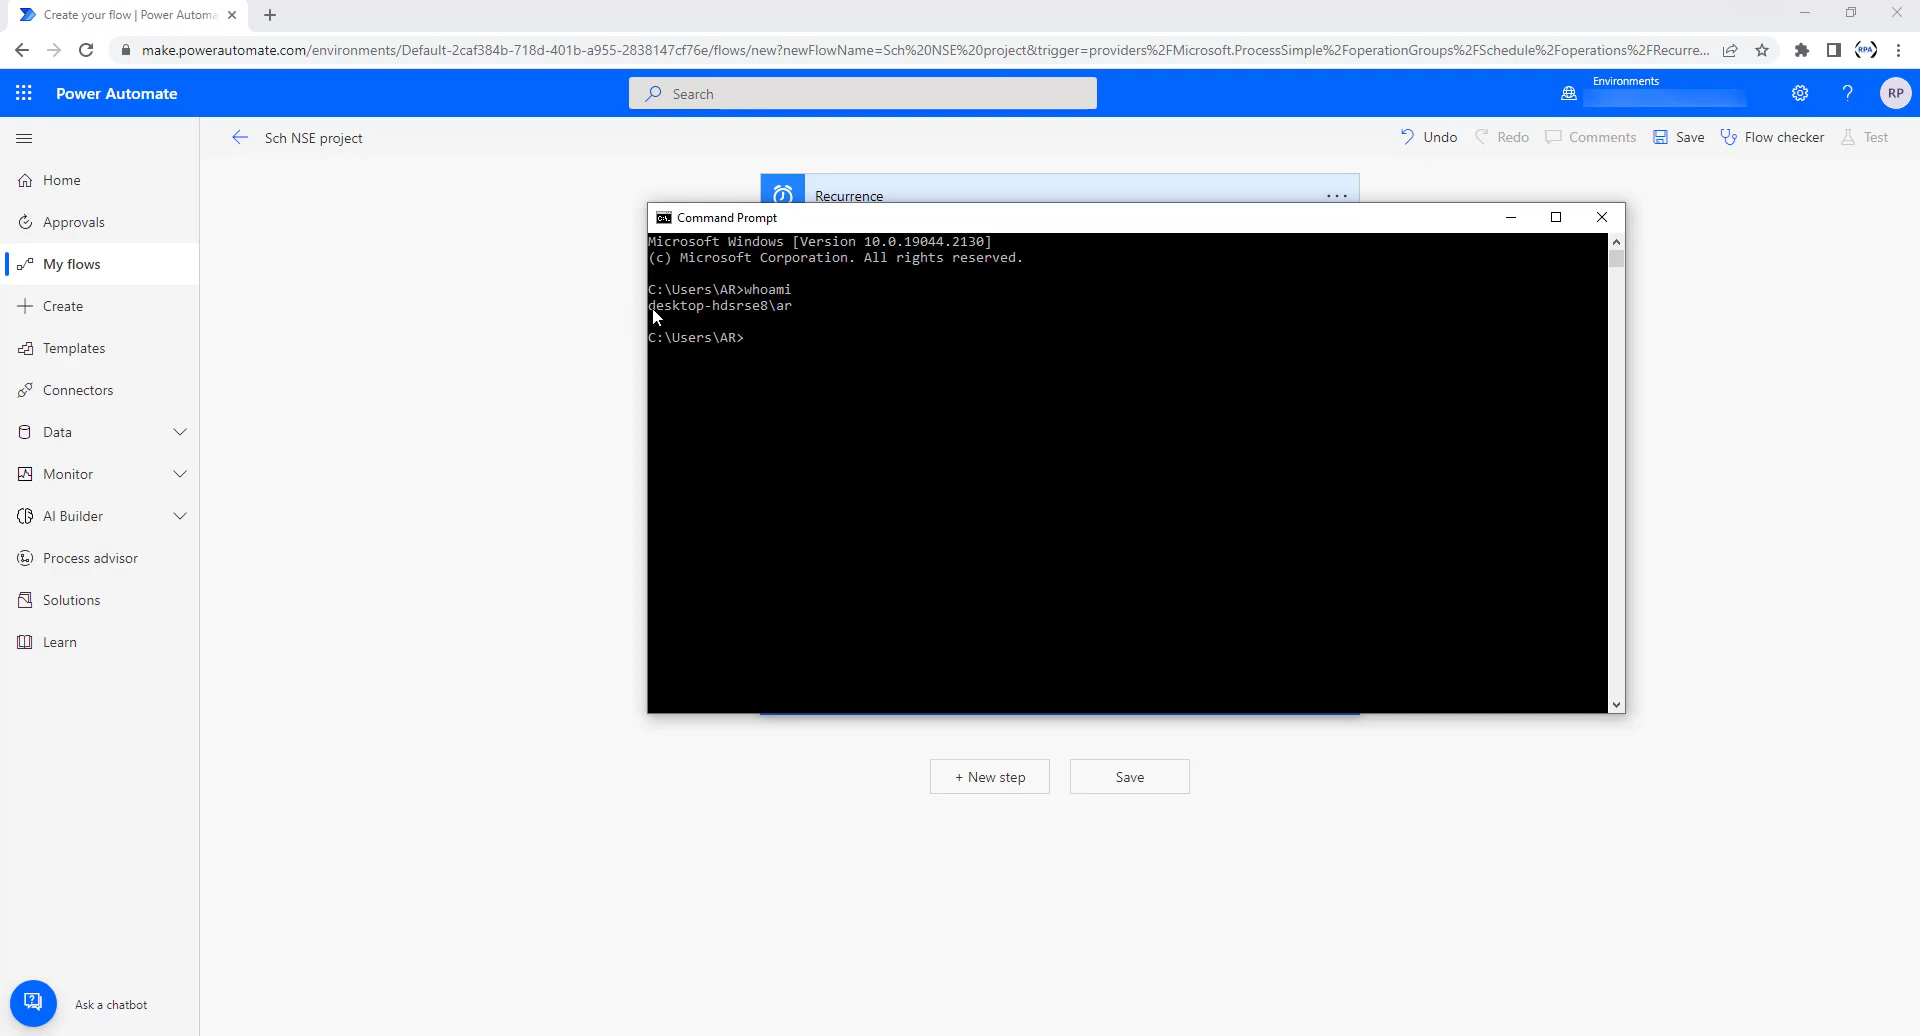 Create your flow | Power Automa
make.powerautomate.com/environments/Default-2caf384b-718d-401b-a955-2838147cf76e/flows/new?newFlowName=Sch%20NSE%20project&trigger=providers%2FMicrosoft.ProcessSimple%2FoperationGroups%2FSchedule%2Foperations%2FRecurre...
(RPA)
Power Automate
Search
Environments
RP
Sch NSE project
Undo
Redo
Comments
Save
Flow checker
Test
Home
Approvals
My flows
Create
Templates
Connectors
Data
Monitor
AI Builder
Process advisor
Solutions
Learn
Ask a chatbot
Recurrence
Command Prompt
Microsoft Windows [Version 10.0.19044.2130]
(c) Microsoft Corporation. All rights reserved.
C:\Users\AR>whoami
desktop-hdsrse8\ar
C:\Users\AR>
+ New step
Save